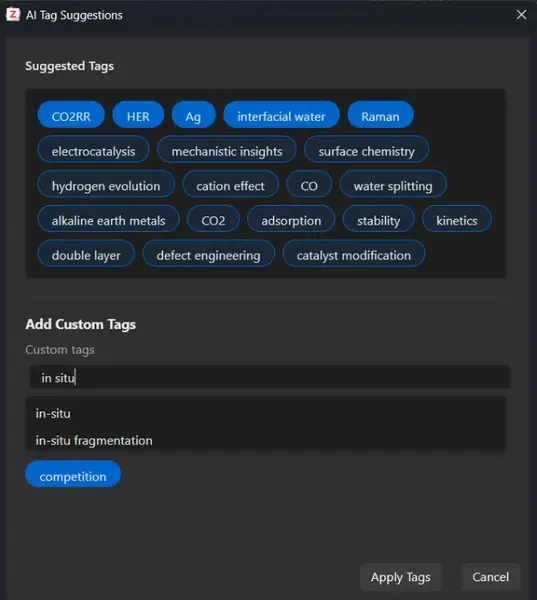 Z AI Tag Suggestions
Suggested Tags
CO2RR HER Ag interfacial water Raman
electrocatalysis mechanistic insights surface chemistry
hydrogen evolution cation effect CO water splitting
alkaline earth metals CO2 adsorption stability kinetics
double layer defect engineering catalyst modification
Add Custom Tags
Custom tags
in situ
in-situ
in-situ fragmentation
competition
Apply Tags Cancel